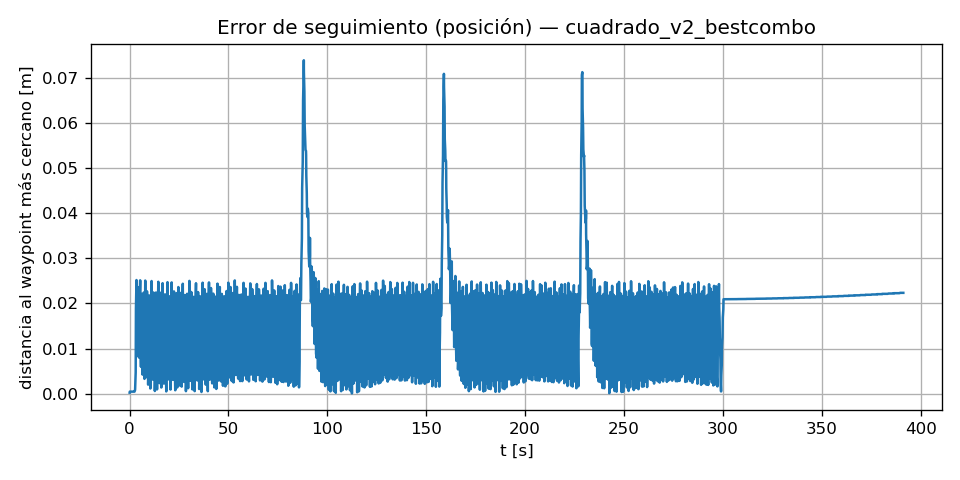 Error de seguimiento (posición) — cuadrado_v2_bestcombo
distancia al waypoint más cercano [m]
0.07
0.06
0.05
0.04
0.03
0.02
0.01
0.00
0 50 100 150 200 250 300 350 400
t [s]